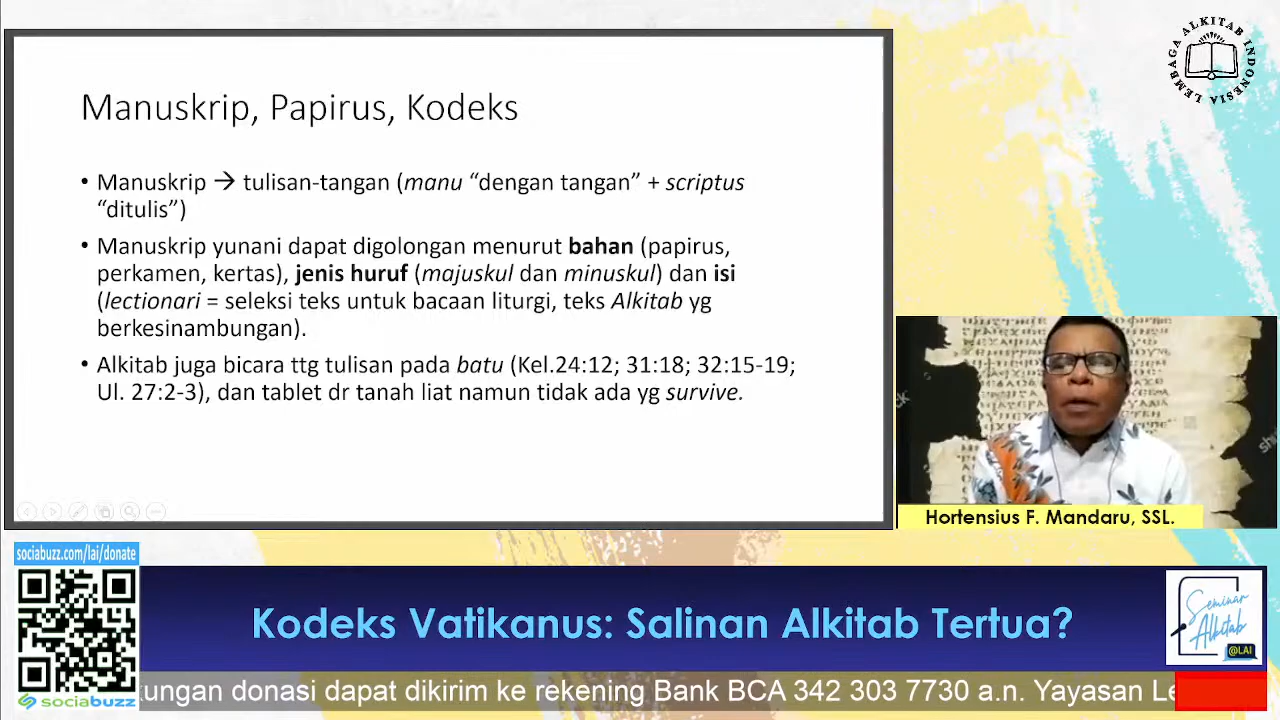 Manuskrip, Papirus, Kodeks
• Manuskrip → tulisan-tangan (manu “dengan tangan” + scriptus
“ditulis”)
• Manuskrip yunani dapat digolongan menurut bahan (papirus,
perkamen, kertas), jenis huruf (majuskul dan minuskul) dan isi
(lectionari = seleksi teks untuk bacaan liturgi, teks Alkitab yg
berkesinambungan).
• Alkitab juga bicara ttg tulisan pada batu (Kel.24:12; 31:18; 32:15-19;
Ul. 27:2-3), dan tablet dr tanah liat namun tidak ada yg survive.
LEMBAGA ALKITAB INDONESIA
Hortensius F. Mandaru, SSL.
sociabuzz.com/lai/donate
sociabuzz
Kodeks Vatikanus: Salinan Alkitab Tertua?
Seminar
Alkitab
@LAI
kungan donasi dapat dikirim ke rekening Bank BCA 342 303 7730 a.n. Yayasan Le